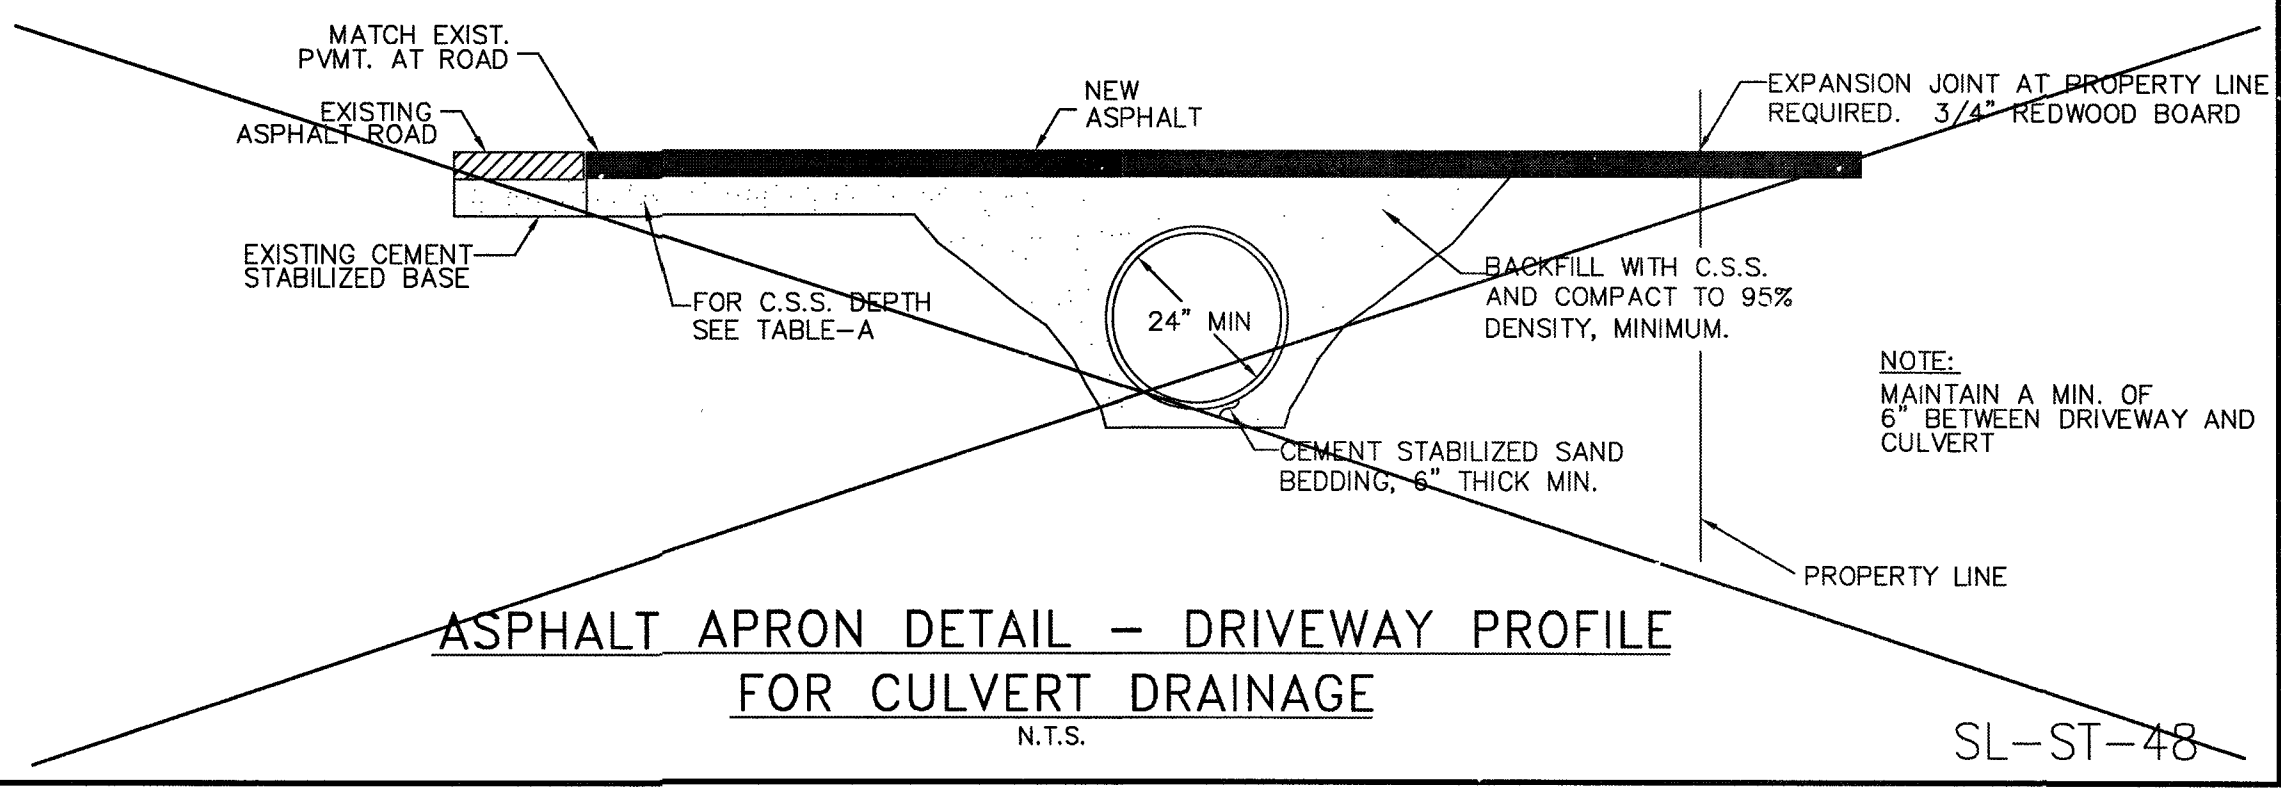 MATCH EXIST.
PVMT. AT ROAD
EXISTING
ASPHALT ROAD
NEW
ASPHALT
EXPANSION JOINT AT PROPERTY LINE
REQUIRED. 3/4" REDWOOD BOARD
EXISTING CEMENT
STABILIZED BASE
FOR C.S.S. DEPTH
SEE TABLE-A
24" MIN
BACKFILL WITH C.S.S.
AND COMPACT TO 95%
DENSITY, MINIMUM.
NOTE:
MAINTAIN A MIN. OF
6" BETWEEN DRIVEWAY AND
CULVERT
CEMENT STABILIZED SAND
BEDDING, 6" THICK MIN.
PROPERTY LINE
ASPHALT APRON DETAIL - DRIVEWAY PROFILE
FOR CULVERT DRAINAGE
N.T.S.
SL-ST-48